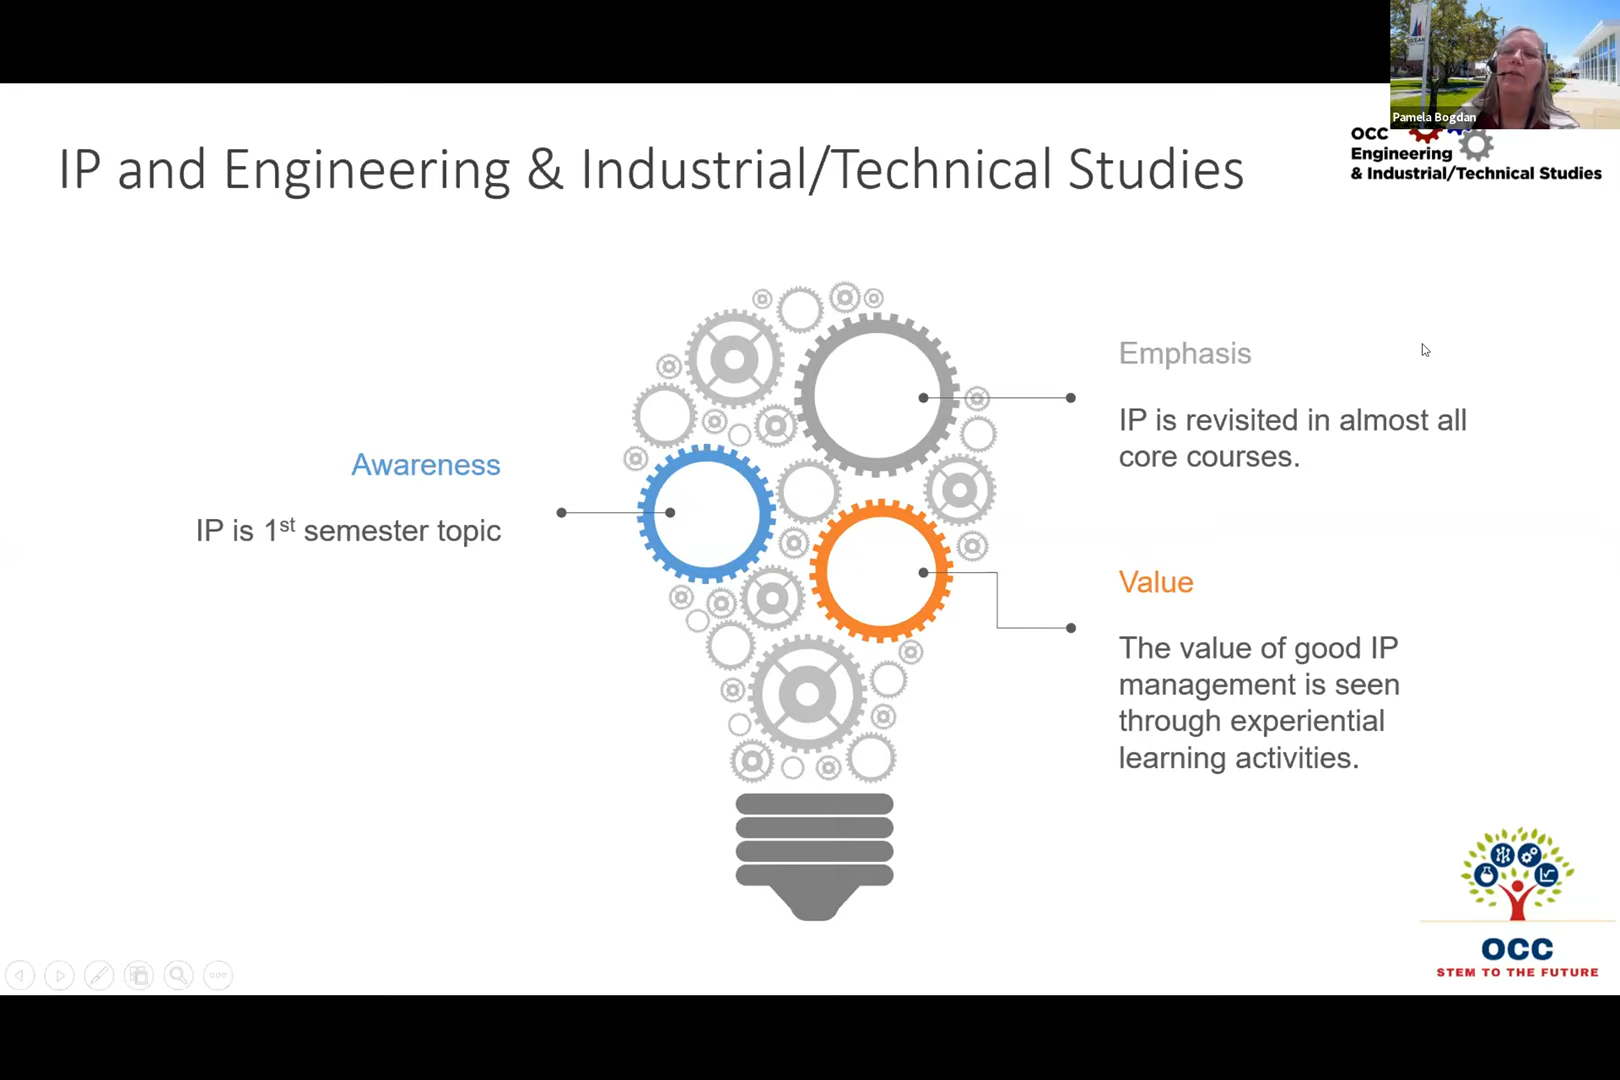 Pamela Bogdan
OCC
Engineering
& Industrial/Technical Studies
IP and Engineering & Industrial/Technical Studies
Emphasis
IP is revisited in almost all
core courses.
Awareness
IP is 1st semester topic
Value
The value of good IP
management is seen
through experiential
learning activities.
OCC
STEM TO THE FUTURE